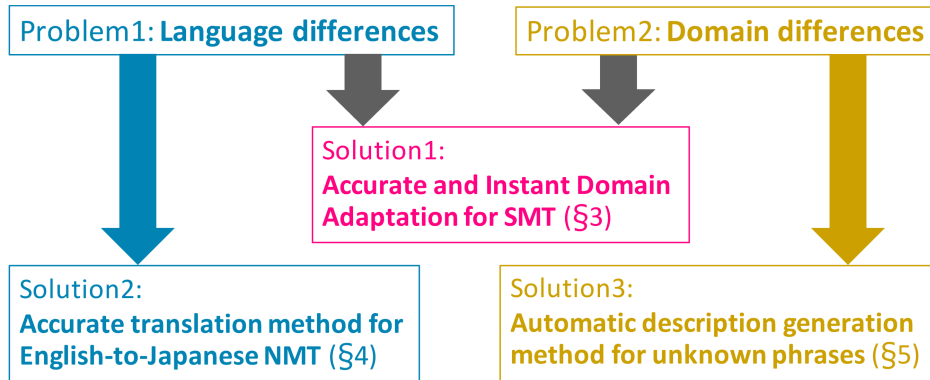 Problem1: Language differences
Problem2: Domain differences
Solution1:
Accurate and Instant Domain
Adaptation for SMT (§3)
Solution2:
Accurate translation method for
English-to-Japanese NMT (§4)
Solution3:
Automatic description generation
method for unknown phrases (§5)